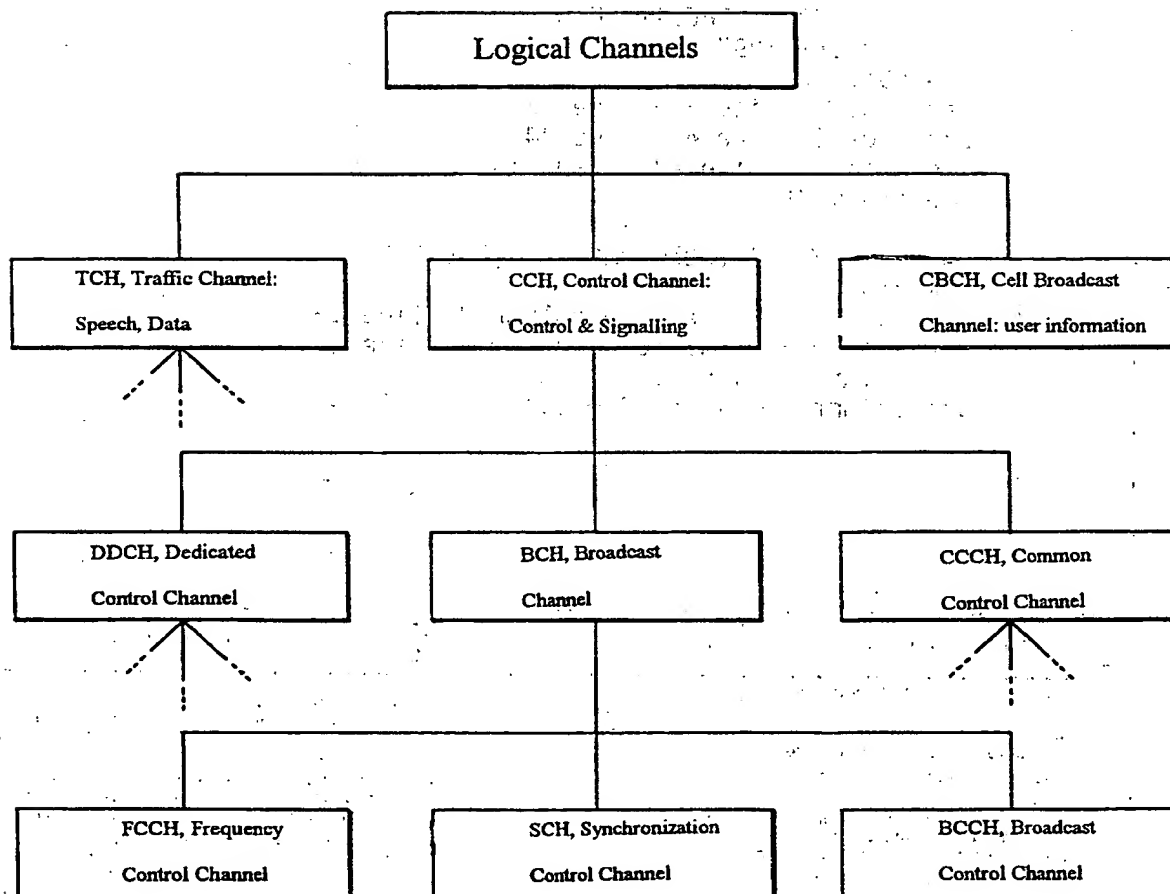 Logical Channels
TCH, Traffic Channel:
Speech, Data
CCH, Control Channel:
Control & Signalling
CBCH, Cell Broadcast
Channel: user information
DDCH, Dedicated
Control Channel
BCH, Broadcast
Channel
CCCH, Common
Control Channel
FCCH, Frequency
Control Channel
SCH, Synchronization
Control Channel
BCCH, Broadcast
Control Channel